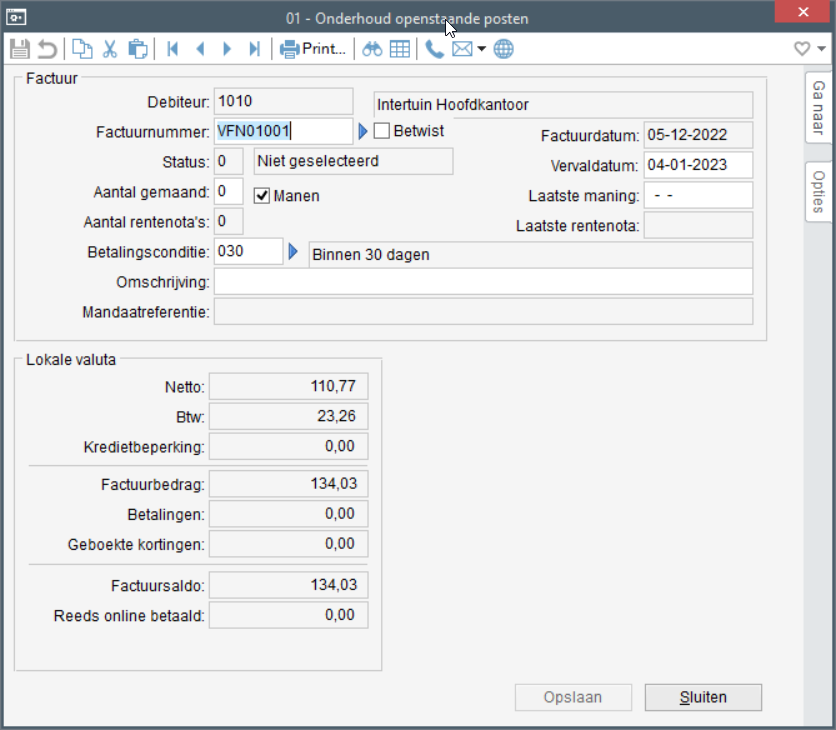 01 - Onderhoud openstaande posten
Print...
Factuur
Debiteur: 1010 Intertuin Hoofdkantoor
Factuurnummer: VFN01001 Betwist Factuurdatum: 05-12-2022
Status: 0 Niet geselecteerd Vervaldatum: 04-01-2023
Aantal gemaand: 0 Manen Laatste maning: - -
Aantal rentenota's: 0 Laatste rentenota:
Betalingsconditie: 030 Binnen 30 dagen
Omschrijving:
Mandaatreferentie:
Lokale valuta
Netto: 110,77
Btw: 23,26
Kredietbeperking: 0,00
Factuurbedrag: 134,03
Betalingen: 0,00
Geboekte kortingen: 0,00
Factuursaldo: 134,03
Reeds online betaald: 0,00
Opslaan Sluiten
Ga naar
Opties